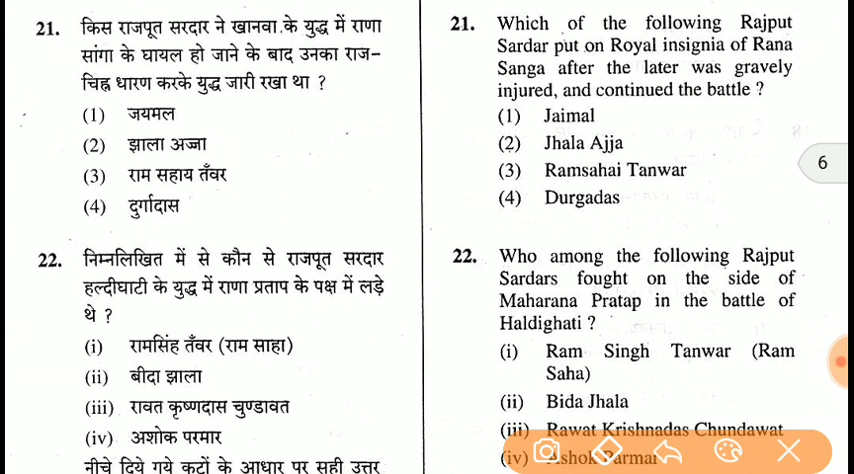 21. किस राजपूत सरदार ने खानवा के युद्ध में राणा
सांगा के घायल हो जाने के बाद उनका राज-
चिह्न धारण करके युद्ध जारी रखा था ?
(1) जयमल
(2) झाला अज्जा
(3) राम सहाय तँवर
(4) दुर्गादास
22. निम्नलिखित में से कौन से राजपूत सरदार
हल्दीघाटी के युद्ध में राणा प्रताप के पक्ष में लड़े
थे ?
(i) रामसिंह तँवर (राम साहा)
(ii) बीदा झाला
(iii) रावत कृष्णदास चुण्डावत
(iv) अशोक परमार
नीचे दिये गये कूटों के आधार पर सही उत्तर
21. Which of the following Rajput
Sardar put on Royal insignia of Rana
Sanga after the later was gravely
injured, and continued the battle ?
(1) Jaimal
(2) Jhala Ajja
(3) Ramsahai Tanwar
(4) Durgadas
22. Who among the following Rajput
Sardars fought on the side of
Maharana Pratap in the battle of
Haldighati ?
(i) Ram Singh Tanwar (Ram
Saha)
(ii) Bida Jhala
(iii) Rawat Krishnadas Chundawat
(iv) Ashok Parmar
6